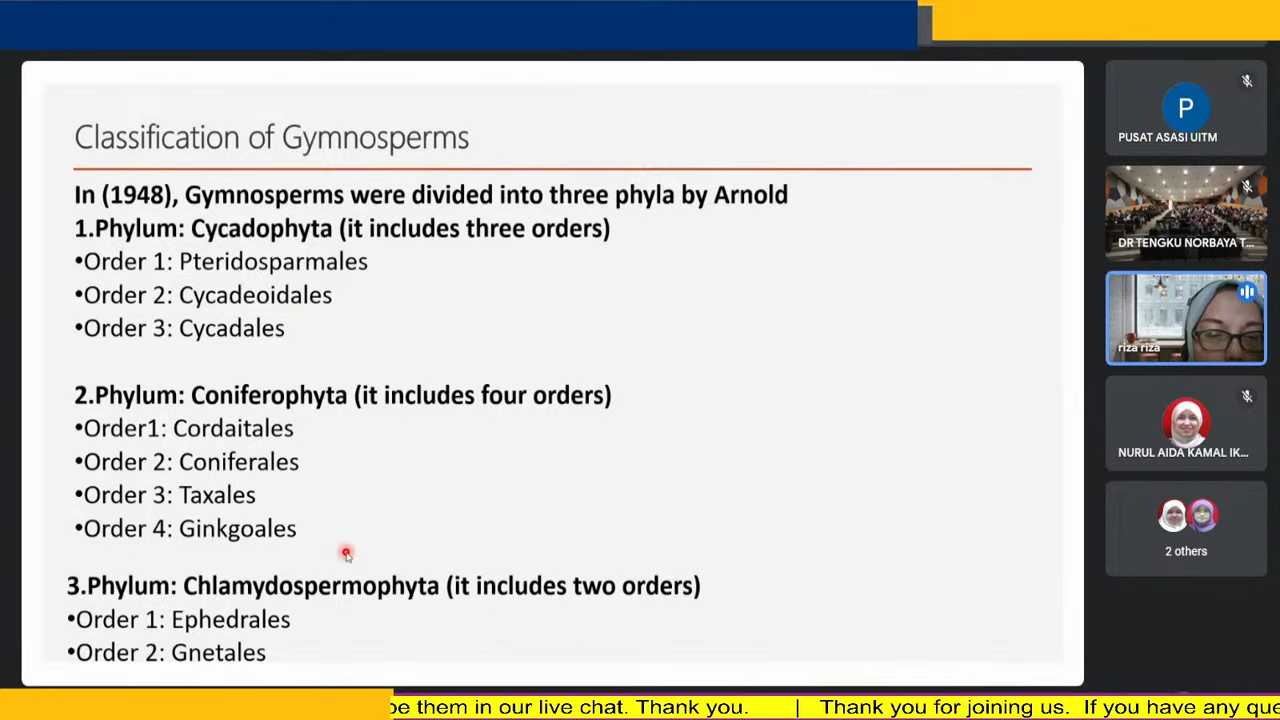 Classification of Gymnosperms
In (1948), Gymnosperms were divided into three phyla by Arnold
1.Phylum: Cycadophyta (it includes three orders)
•Order 1: Pteridosparmales
•Order 2: Cycadeoidales
•Order 3: Cycadales
2.Phylum: Coniferophyta (it includes four orders)
•Order1: Cordaitales
•Order 2: Coniferales
•Order 3: Taxales
•Order 4: Ginkgoales
3.Phylum: Chlamydospermophyta (it includes two orders)
•Order 1: Ephedrales
•Order 2: Gnetales
P
PUSAT ASASI UITM
DR TENGKU NORBAYA T...
riza riza
NURUL AIDA KAMAL IK...
2 others
be them in our live chat. Thank you. | Thank you for joining us. If you have any que